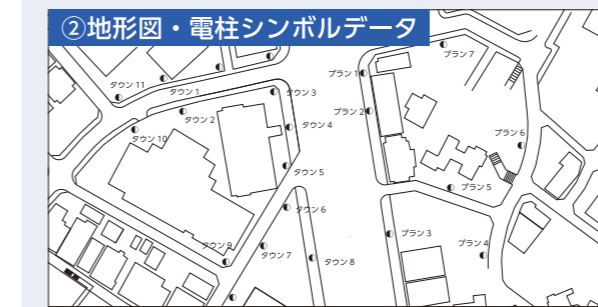 ②地形図・電柱シンボルデータ
プラン 7
プラン 1
タウン 11
タウン 1
タウン 3
プラン 2
タウン 2
タウン 4
プラン 6
タウン 10
タウン 5
プラン 5
タウン 6
プラン 3
プラン 4
タウン 9
タウン 7
タウン 8